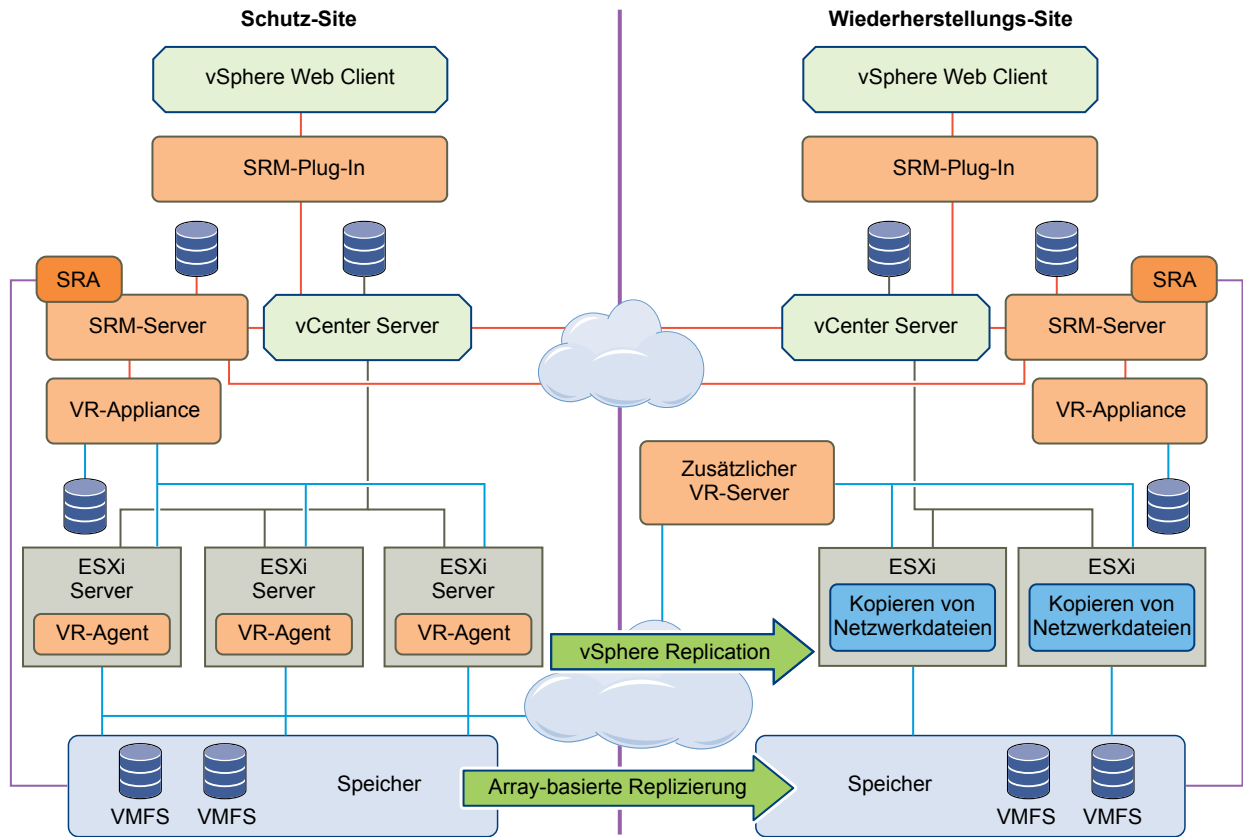 Schutz-Site
Wiederherstellungs-Site
vSphere Web Client
vSphere Web Client
SRM-Plug-In
SRM-Plug-In
SRA
SRA
SRM-Server
vCenter Server
vCenter Server
SRM-Server
VR-Appliance
VR-Appliance
Zusätzlicher
VR-Server
ESXi
Server
VR-Agent
ESXi
Server
VR-Agent
ESXi
Server
VR-Agent
ESXi
Kopieren von
Netzwerkdateien
ESXi
Kopieren von
Netzwerkdateien
vSphere Replication
Speicher
VMFS
VMFS
Array-basierte Replizierung
Speicher
VMFS
VMFS